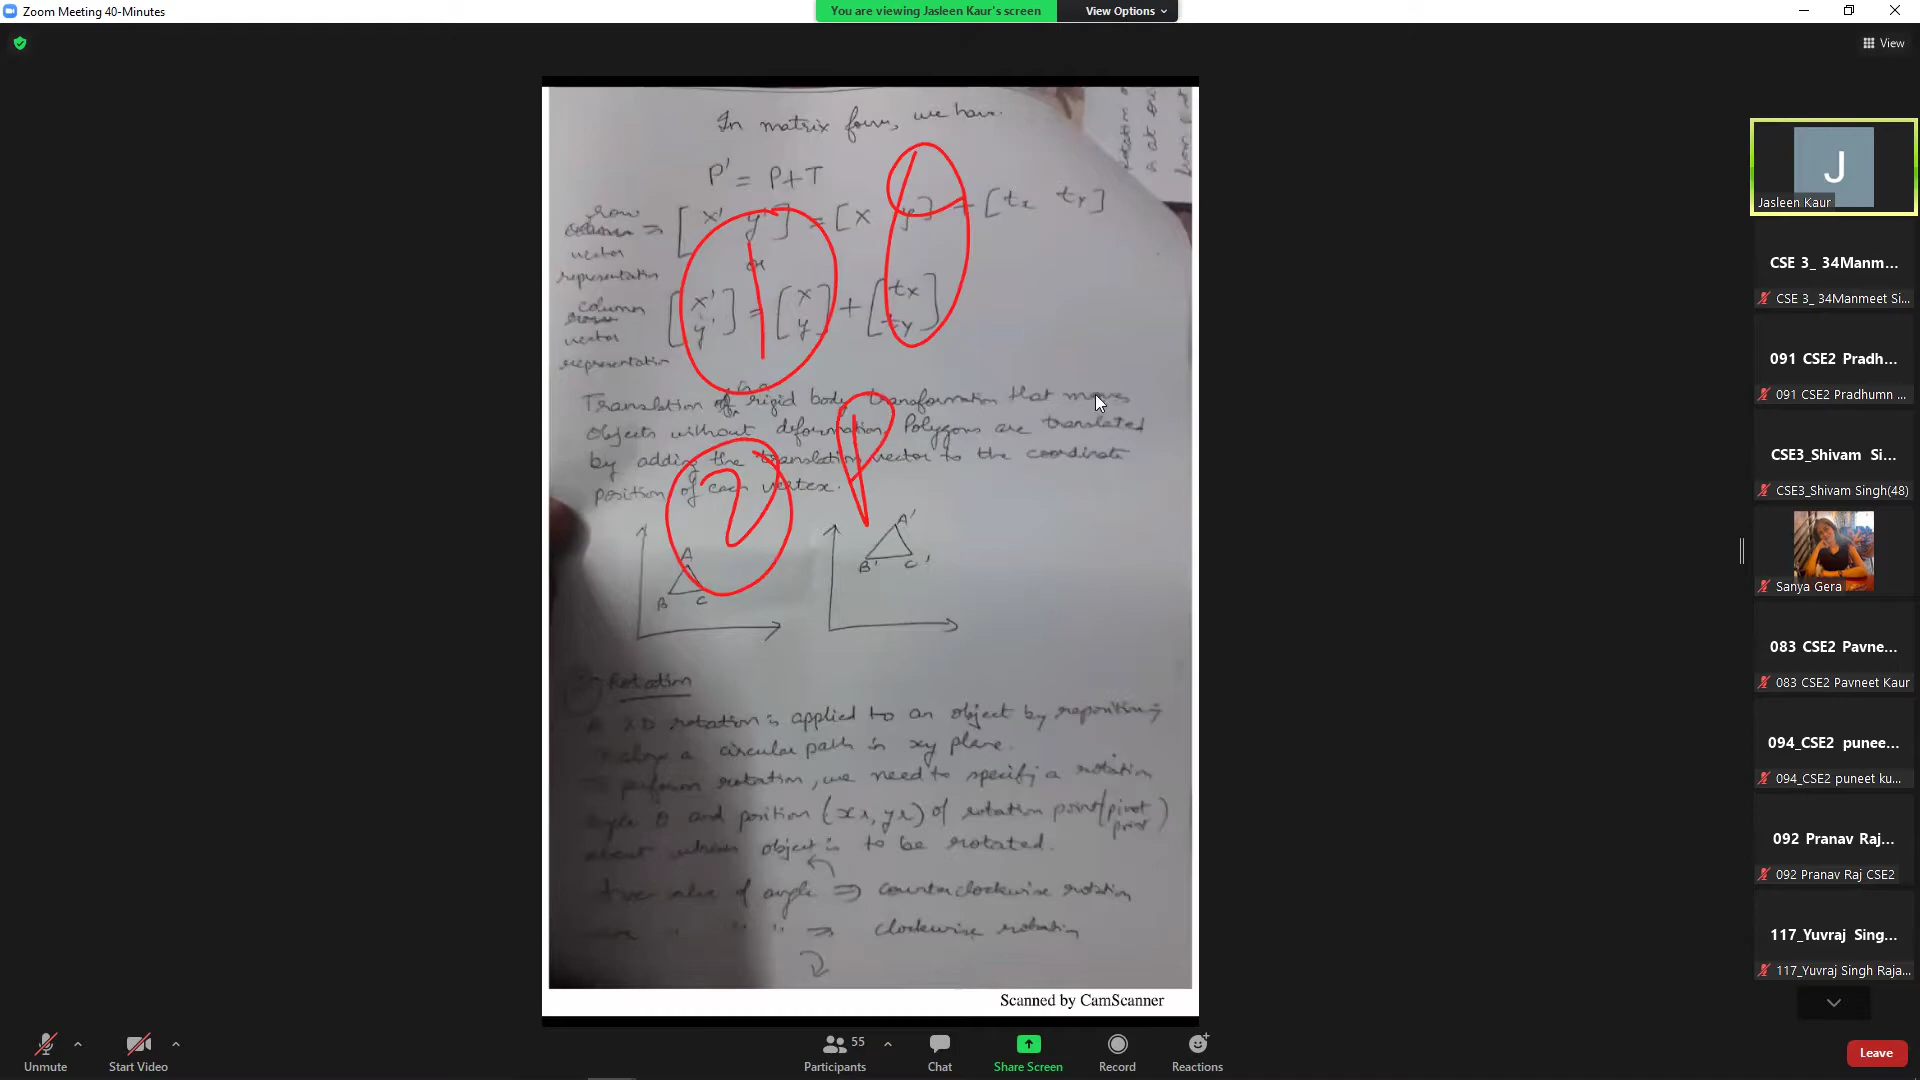 Zoom Meeting 40-Minutes
You are viewing Jasleen Kaur's screen
View Options
View
In matrix form, we have
P' = P+T
row
column ⇒ [x' y'] = [x y] + [tx ty]
vector
representation
or
column
row
vector
representation
[x' y'] = [x y] + [tx ty]
Translation is a rigid body transformation that moves
objects without deformation. Polygons are translated
by adding the translation vector to the coordinate
position of each vertex.
A
B C
A'
B' C'
Rotation
A 2D rotation is applied to an object by reposition
along a circular path in xy plane.
perform rotation, we need to specify a rotation
angle θ and position (xr, yr) of rotation point (pivot
point)
about which object is to be rotated.
+ve value of angle ⇒ counterclockwise rotation
" " " ⇒ clockwise rotation
Scanned by CamScanner
J
Jasleen Kaur
CSE 3_ 34Manm...
CSE 3_ 34Manmeet Si...
091 CSE2 Pradh...
091 CSE2 Pradhumn ...
CSE3_Shivam Si...
CSE3_Shivam Singh(48)
Sanya Gera
083 CSE2 Pavne...
083 CSE2 Pavneet Kaur
094_CSE2 punee...
094_CSE2 puneet ku...
092 Pranav Raj...
092 Pranav Raj CSE2
117_Yuvraj Sing...
117_Yuvraj Singh Raja...
Unmute
Start Video
Participants
55
Chat
Share Screen
Record
Reactions
Leave